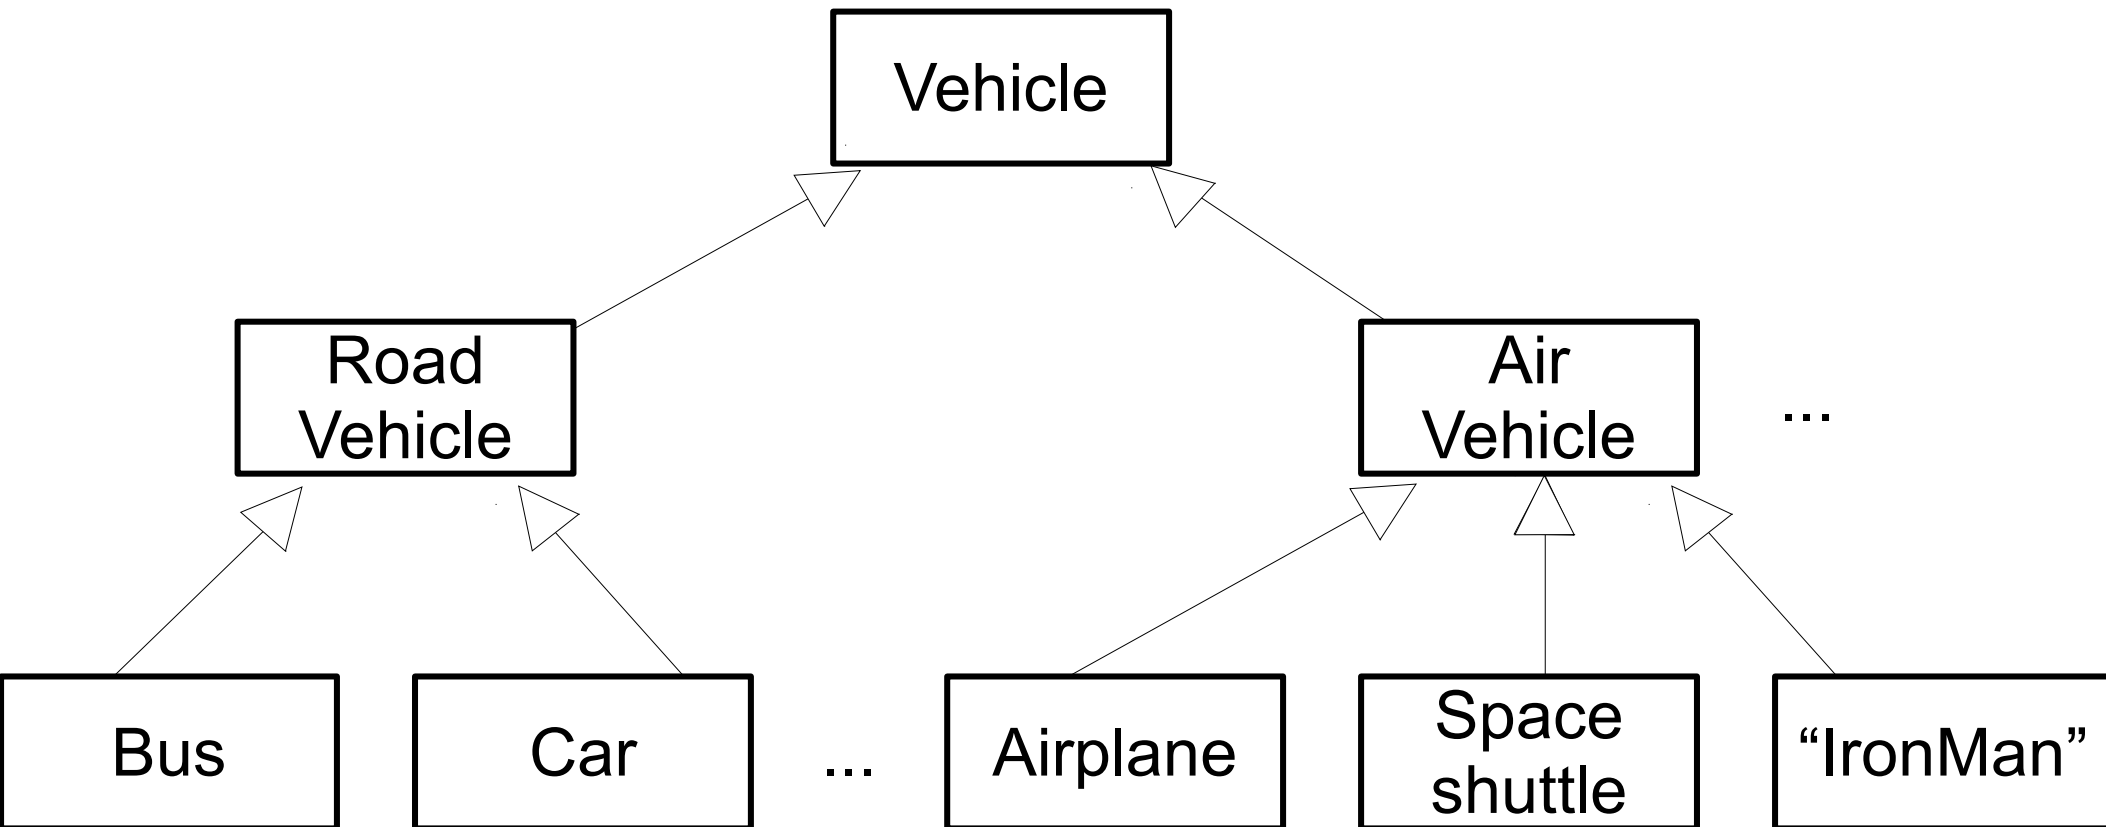 Vehicle
Road
Vehicle
Air
Vehicle
...
Bus
Car
...
Airplane
Space
shuttle
“IronMan”